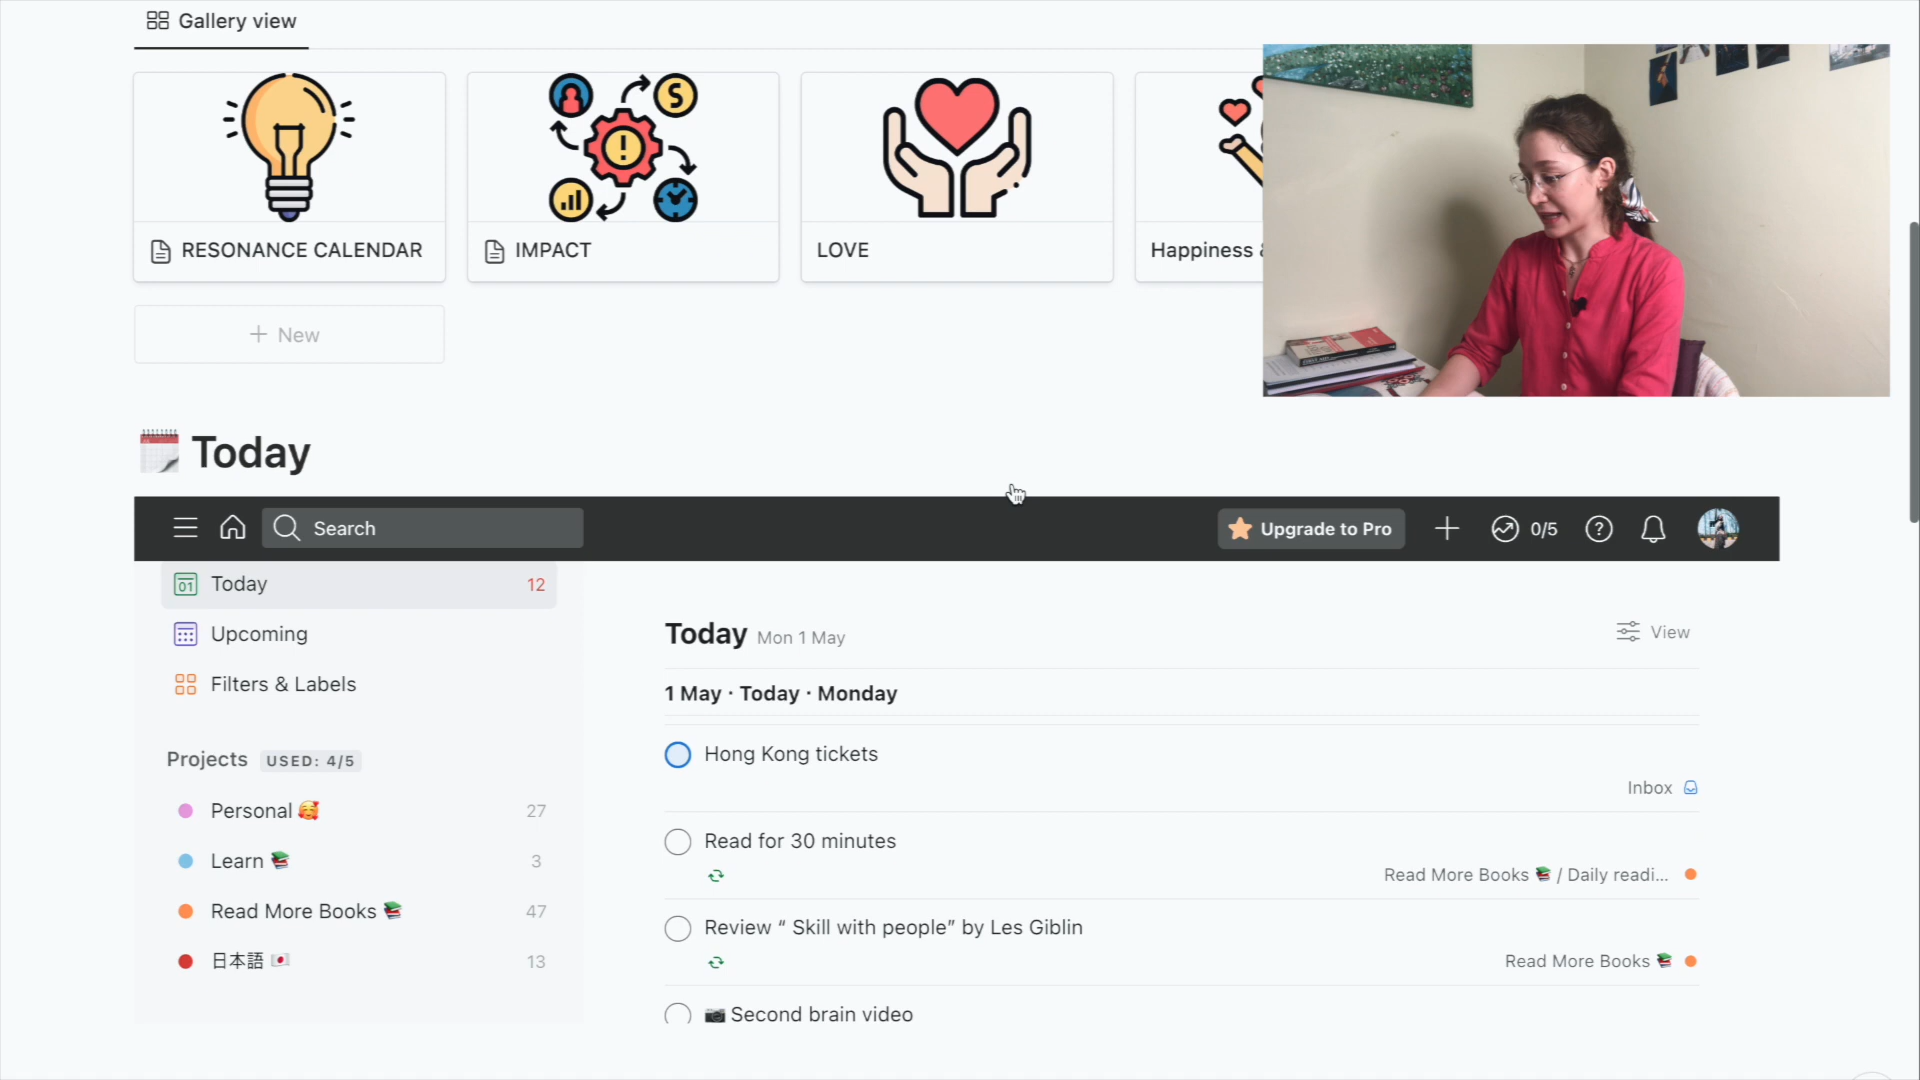 Gallery view
RESONANCE CALENDAR
IMPACT
LOVE
Happiness
+ New
Today
Search
Upgrade to Pro
0/5
Today
12
Upcoming
Filters & Labels
Projects
USED: 4/5
Personal
27
Learn
3
Read More Books
47
日本語
13
Today Mon 1 May
View
1 May · Today · Monday
Hong Kong tickets
Inbox
Read for 30 minutes
Read More Books / Daily readi...
Review “ Skill with people” by Les Giblin
Read More Books
Second brain video